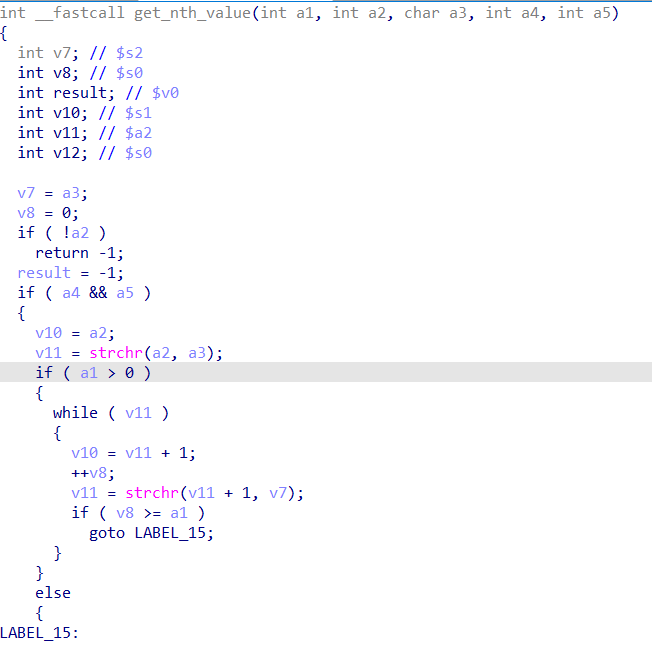 int __fastcall get_nth_value(int a1, int a2, char a3, int a4, int a5)
{
  int v7; // $s2
  int v8; // $s0
  int result; // $v0
  int v10; // $s1
  int v11; // $a2
  int v12; // $s0

  v7 = a3;
  v8 = 0;
  if ( !a2 )
    return -1;
  result = -1;
  if ( a4 && a5 )
  {
    v10 = a2;
    v11 = strchr(a2, a3);
    if ( a1 > 0 )
    {
      while ( v11 )
      {
        v10 = v11 + 1;
        ++v8;
        v11 = strchr(v11 + 1, v7);
        if ( v8 >= a1 )
          goto LABEL_15;
      }
    }
    else
    {
LABEL_15: